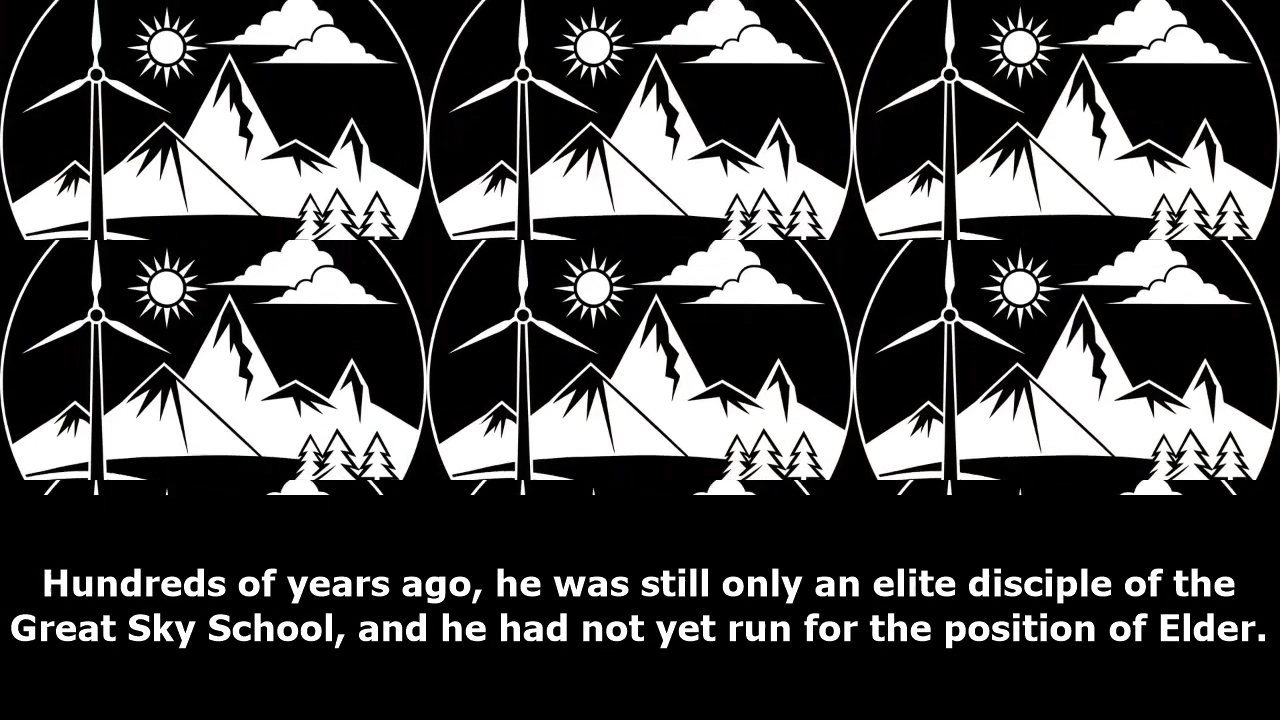 Hundreds of years ago, he was still only an elite disciple of the
Great Sky School, and he had not yet run for the position of Elder.